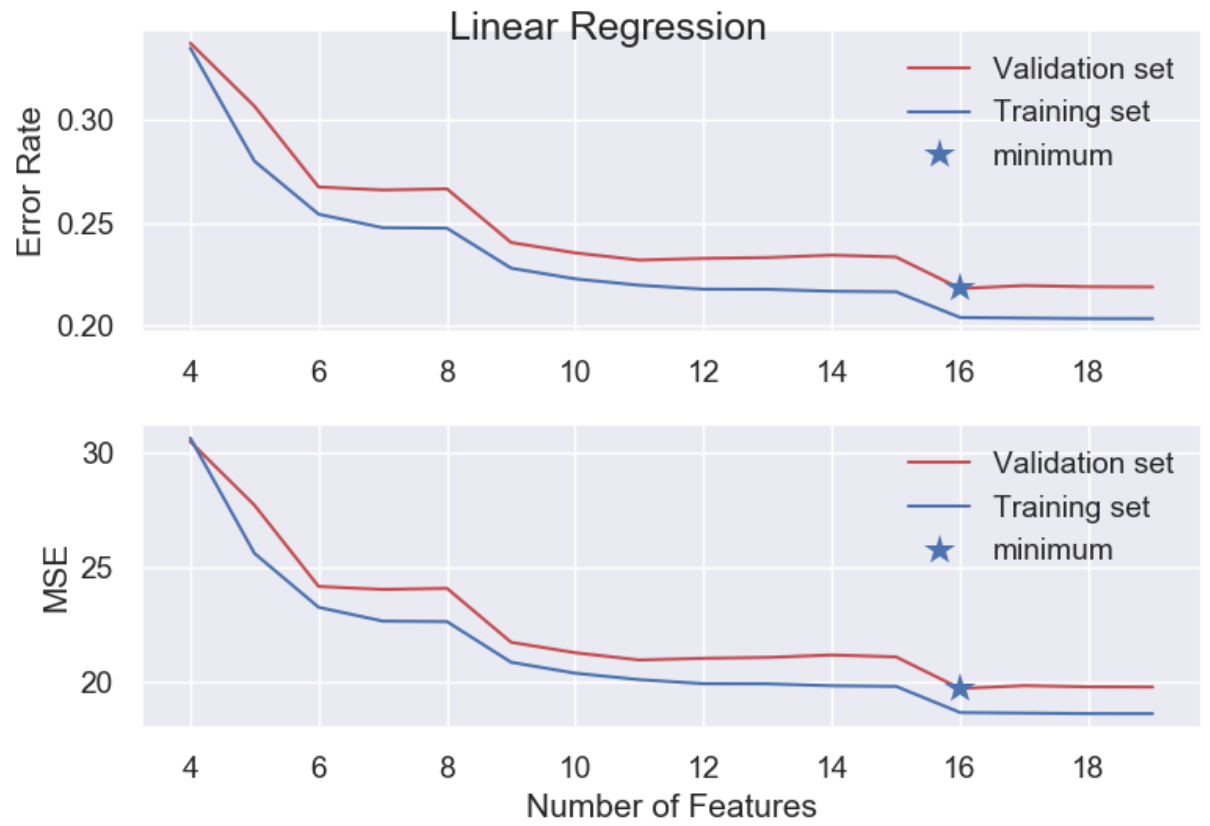 Linear Regression
Error Rate
0.30
0.25
0.20
Validation set
Training set
minimum
4 6 8 10 12 14 16 18
MSE
30
25
20
Validation set
Training set
minimum
4 6 8 10 12 14 16 18
Number of Features